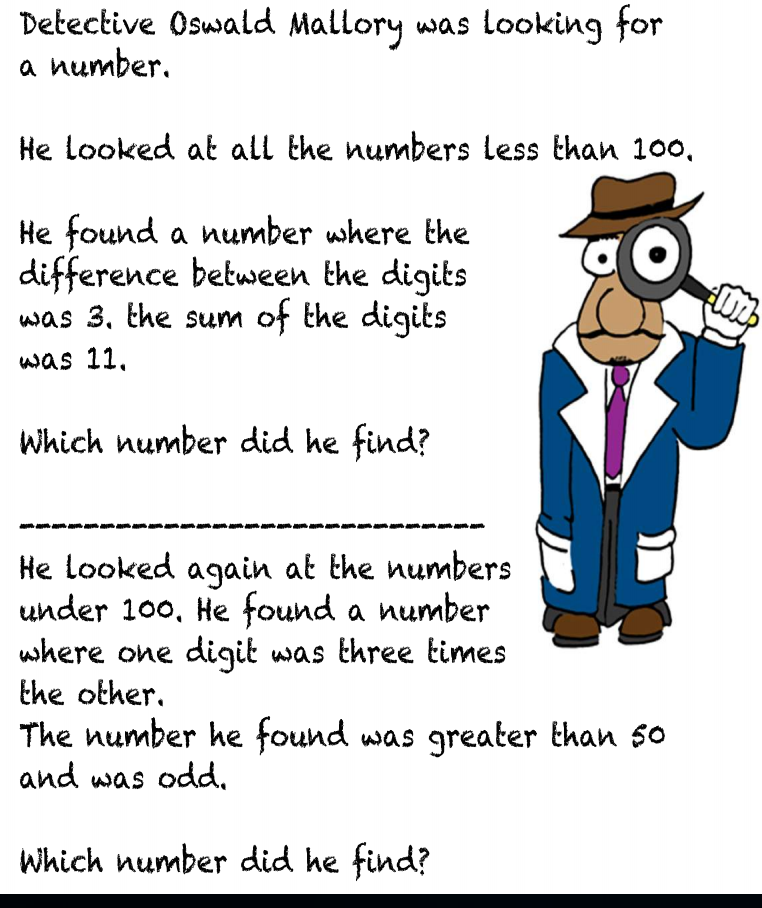 Detective Oswald Mallory was looking for
a number.
He looked at all the numbers less than 100.
He found a number where the
difference between the digits
was 3. the sum of the digits
was 11.
Which number did he find?
-----------------------------
He looked again at the numbers
under 100. He found a number
where one digit was three times
the other.
The number he found was greater than 50
and was odd.
Which number did he find?